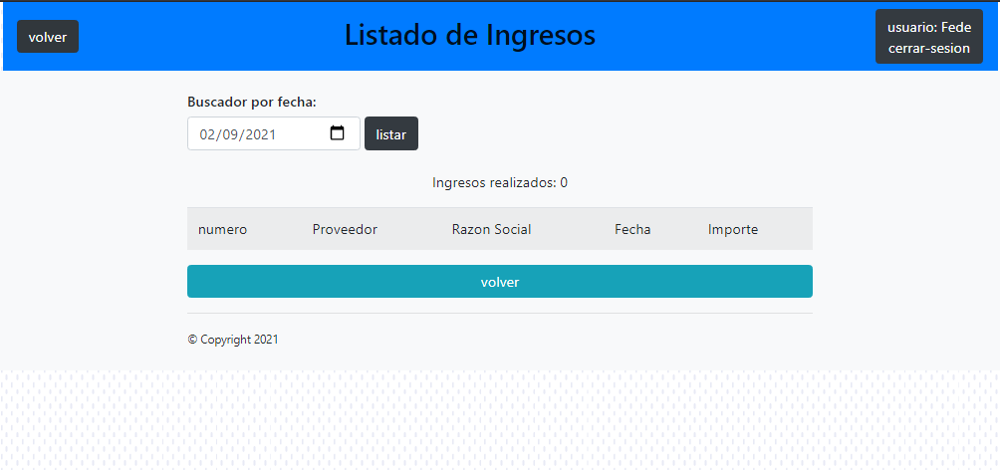 volver
Listado de Ingresos
usuario: Fede
cerrar-sesion
Buscador por fecha:
02/09/2021
listar
Ingresos realizados: 0
numero Proveedor Razon Social Fecha Importe
volver
© Copyright 2021